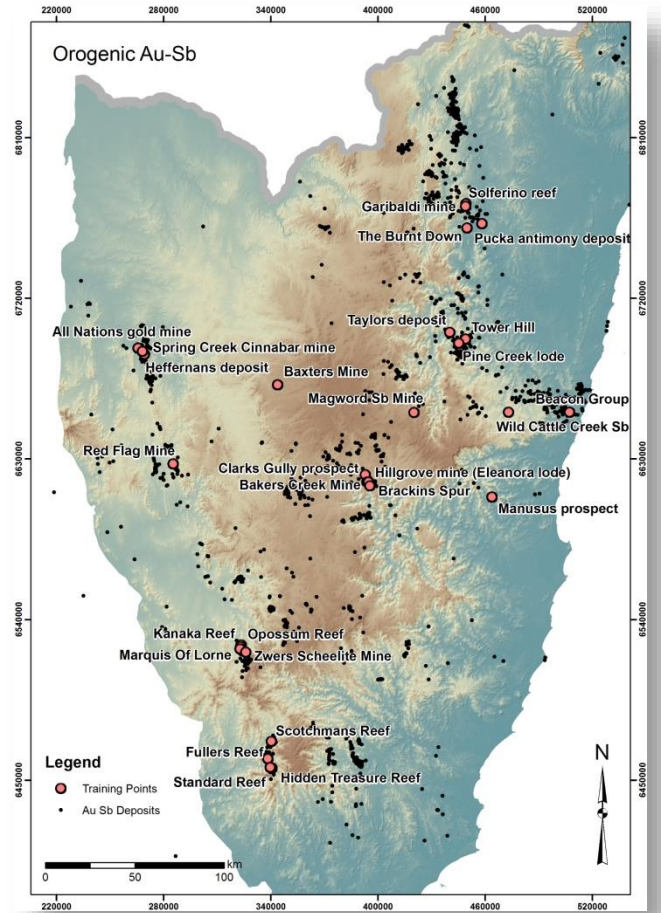 Orogenic Au-Sb
6810000
6720000
6630000
6540000
6450000
220000 280000 340000 400000 460000 520000
6810000
6720000
6630000
6540000
6450000
220000 280000 340000 400000 460000 520000
Solferino reef
Garibaldi mine
The Burnt Down
Pucka antimony deposit
Taylors deposit
Tower Hill
Pine Creek lode
All Nations gold mine
Spring Creek Cinnabar mine
Heffernans deposit
Baxters Mine
Magword Sb Mine
Beacon Group
Wild Cattle Creek Sb
Red Flag Mine
Clarks Gully prospect
Hillgrove mine (Eleanora lode)
Bakers Creek Mine
Brackins Spur
Manusus prospect
Kanaka Reef
Opossum Reef
Marquis Of Lorne
Zwers Scheelite Mine
Scotchmans Reef
Fullers Reef
Standard Reef
Hidden Treasure Reef
Legend
Training Points
Au Sb Deposits
N
km
0 50 100